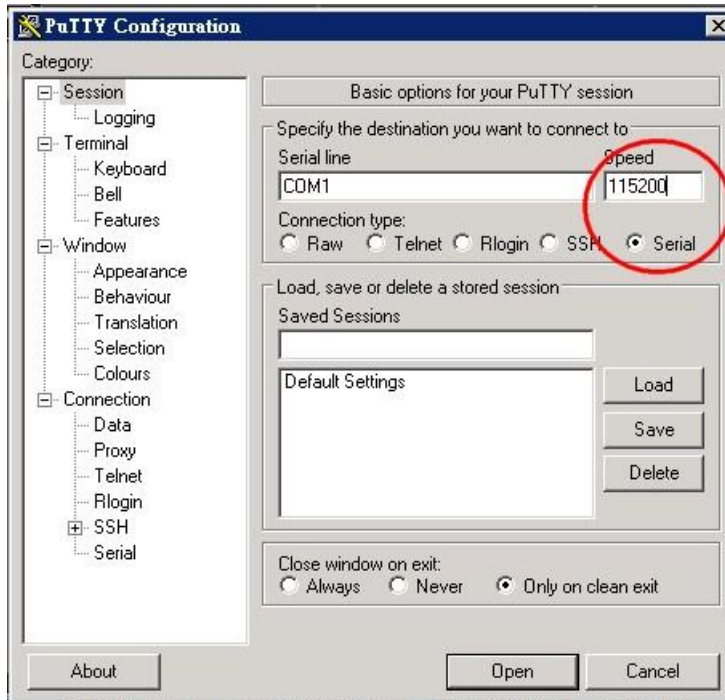 PuTTY Configuration
Category:
Session
Logging
Terminal
Keyboard
Bell
Features
Window
Appearance
Behaviour
Translation
Selection
Colours
Connection
Data
Proxy
Telnet
Rlogin
SSH
Serial
Basic options for your PuTTY session
Specify the destination you want to connect to
Serial line Speed
COM1 115200
Connection type:
Raw Telnet Rlogin SSH Serial
Load, save or delete a stored session
Saved Sessions
Default Settings
Load
Save
Delete
Close window on exit:
Always Never Only on clean exit
About Open Cancel